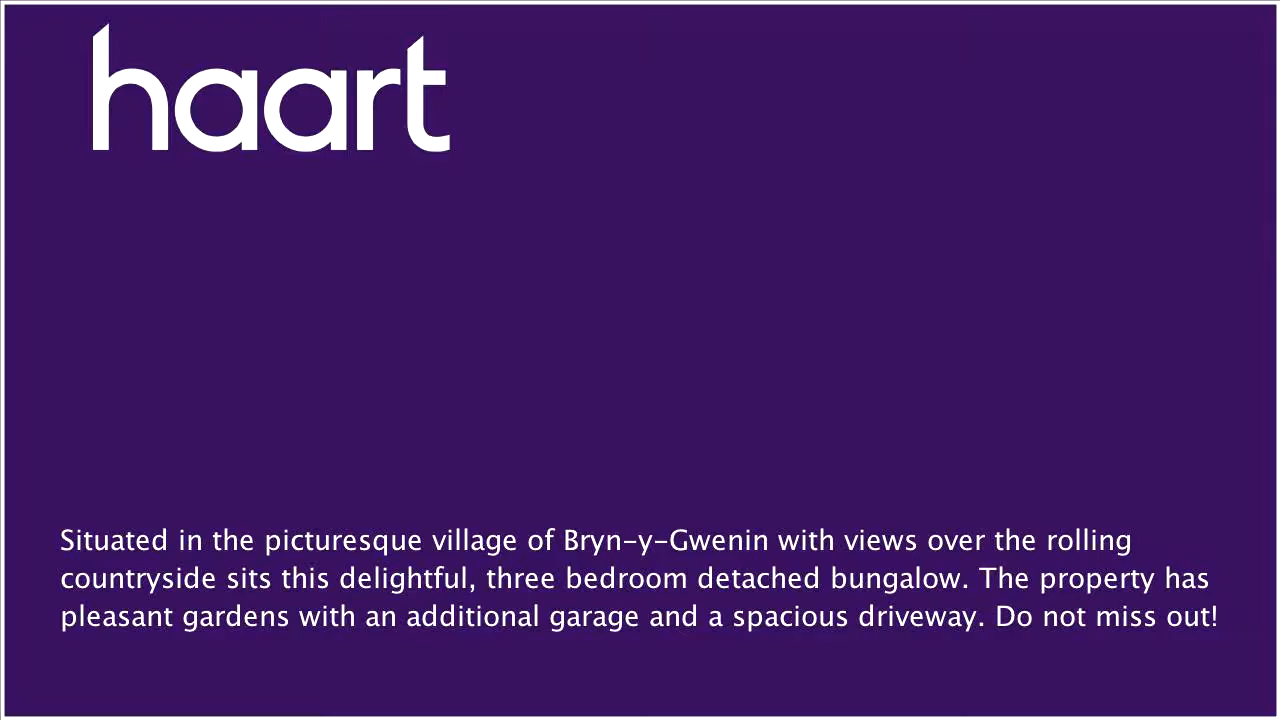 haart
Situated in the picturesque village of Bryn-y-Gwenin with views over the rolling
countryside sits this delightful, three bedroom detached bungalow. The property has
pleasant gardens with an additional garage and a spacious driveway. Do not miss out!